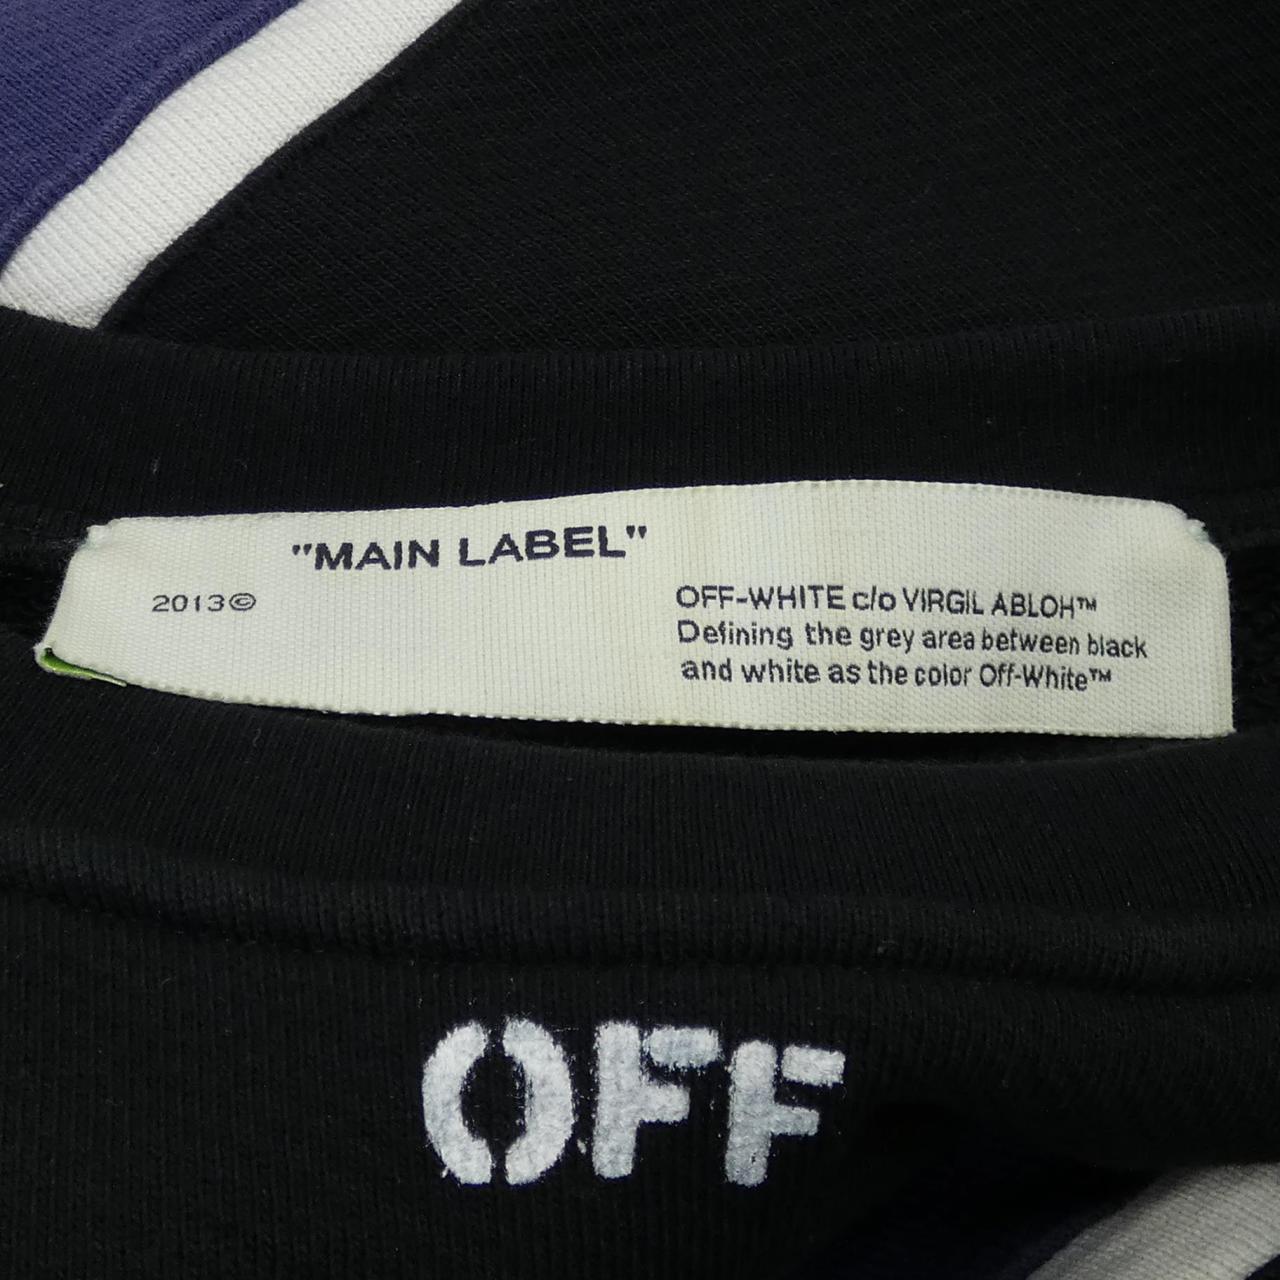 "MAIN LABEL"
2013©
OFF-WHITE c/o VIRGIL ABLOH™
Defining the grey area between black
and white as the color Off-White™
OFF